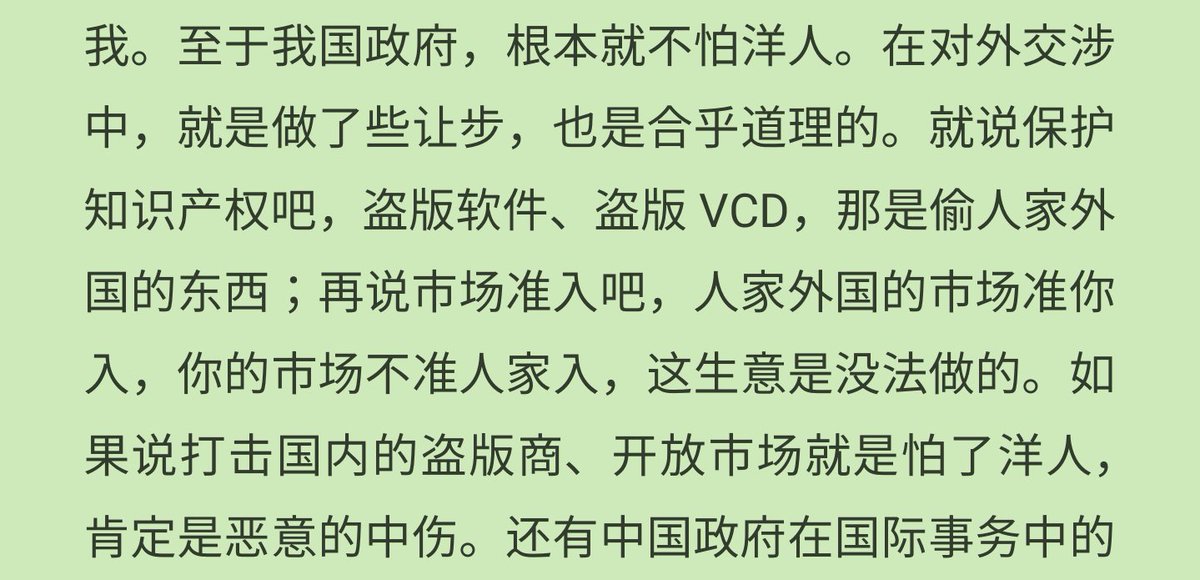 我。至于我国政府，根本就不怕洋人。在对外交涉
中，就是做了些让步，也是合乎道理的。就说保护
知识产权吧，盗版软件、盗版 VCD，那是偷人家外
国的东西；再说市场准入吧，人家外国的市场准你
入，你的市场不准人家入，这生意是没法做的。如
果说打击国内的盗版商、开放市场就是怕了洋人，
肯定是恶意的中伤。还有中国政府在国际事务中的